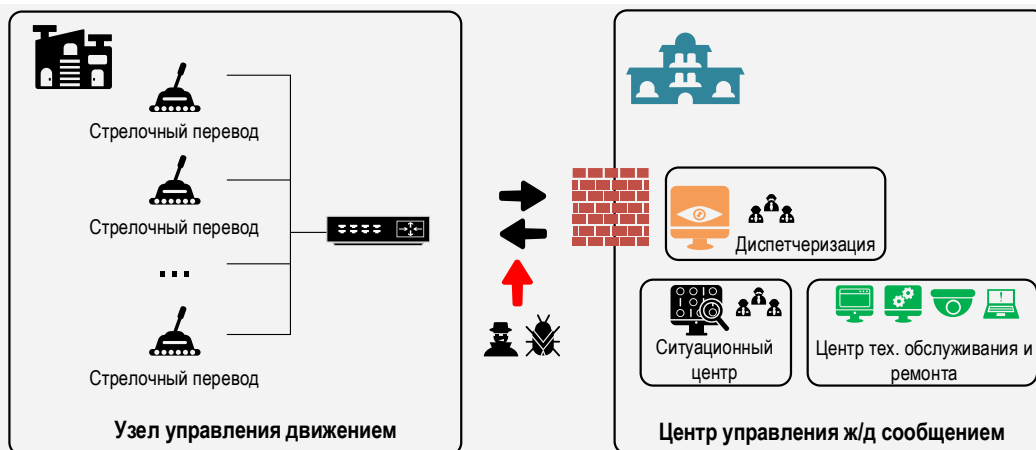 Стрелочный перевод
Стрелочный перевод
...
Стрелочный перевод
Узел управления движением
Диспетчеризация
Ситуационный
центр
Центр тех. обслуживания и
ремонта
Центр управления ж/д сообщением